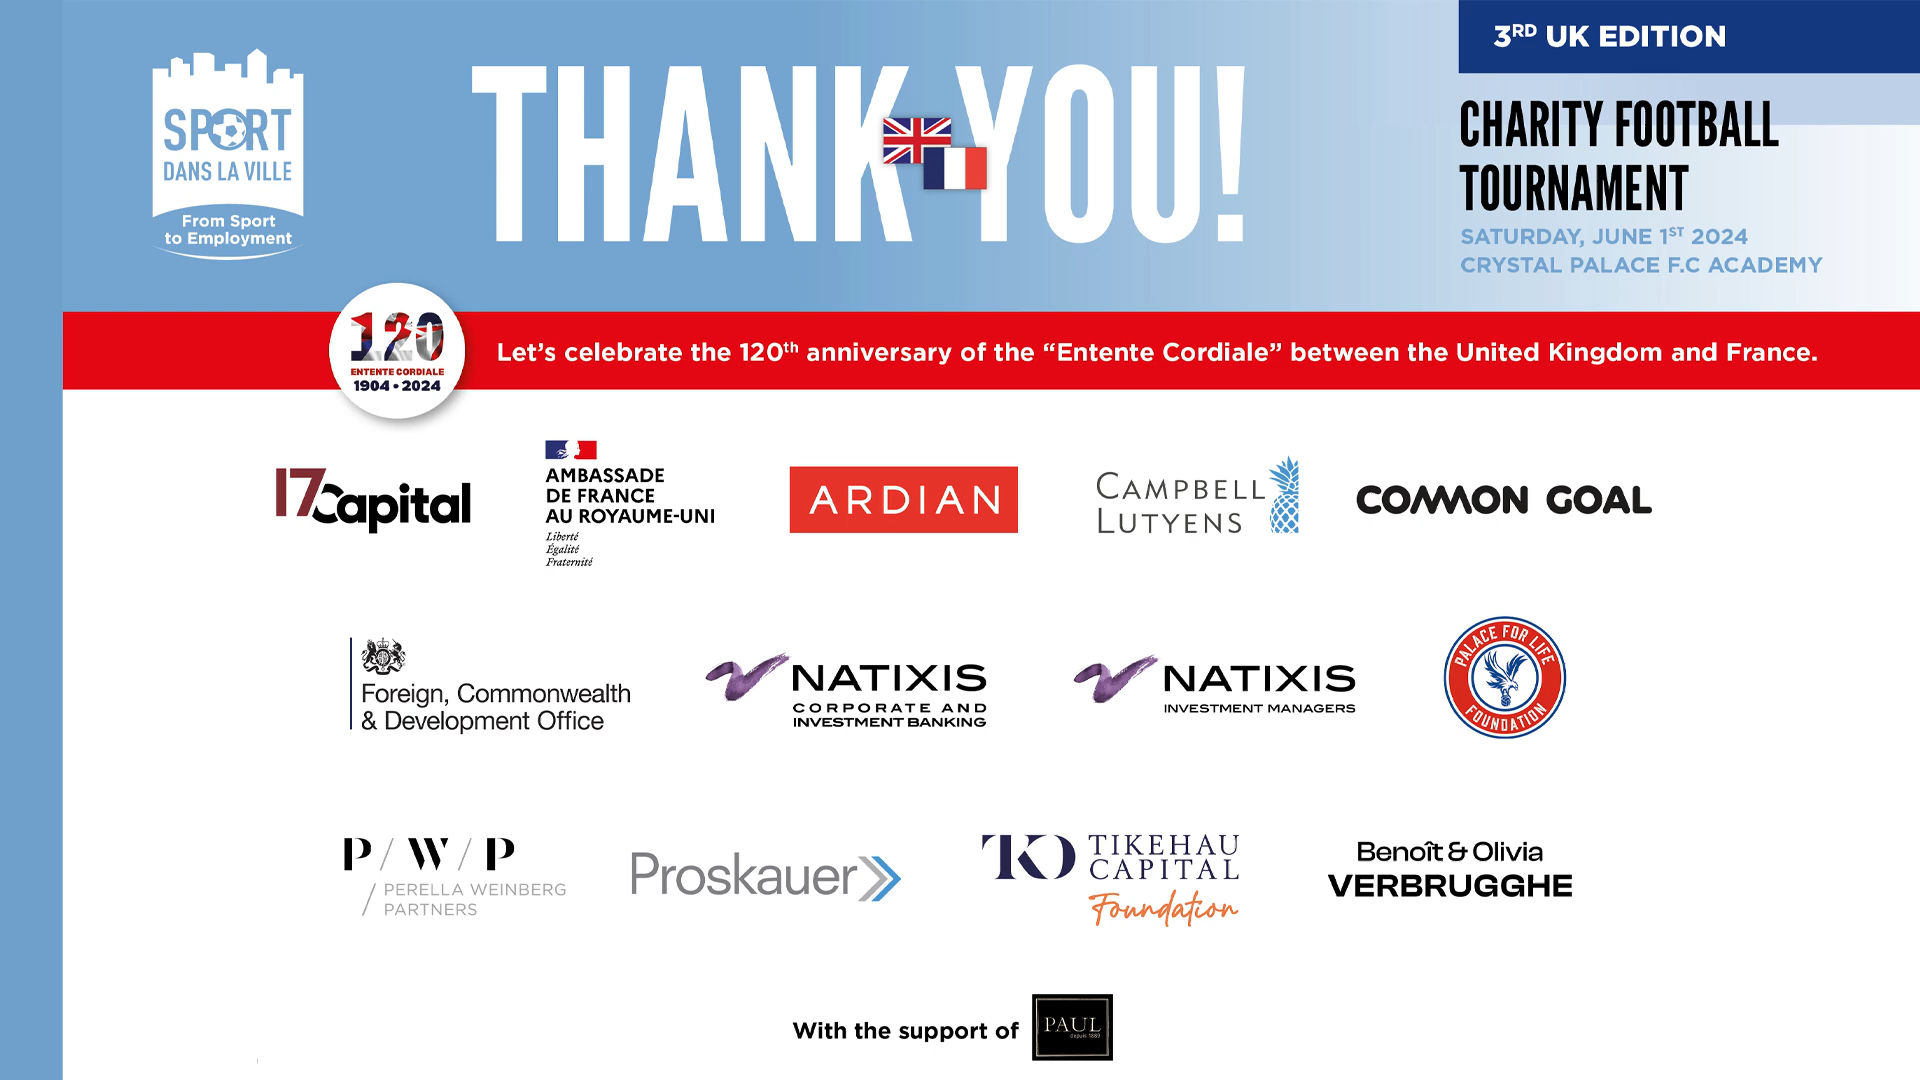 SPORT
DANS LA VILLE
From Sport
to Employment
THANK YOU!
3RD UK EDITION
CHARITY FOOTBALL
TOURNAMENT
SATURDAY, JUNE 1ST 2024
CRYSTAL PALACE F.C ACADEMY
120
ENTENTE CORDIALE
1904 • 2024
Let’s celebrate the 120th anniversary of the “Entente Cordiale” between the United Kingdom and France.
17Capital
AMBASSADE
DE FRANCE
AU ROYAUME-UNI
Liberté
Égalité
Fraternité
ARDIAN
CAMPBELL
LUTYENS
COMMON GOAL
Foreign, Commonwealth
& Development Office
NATIXIS
CORPORATE AND
INVESTMENT BANKING
NATIXIS
INVESTMENT MANAGERS
PALACE FOR LIFE
FOUNDATION
P/W/P
/ PERELLA WEINBERG
PARTNERS
Proskauer
TKO TIKEHAU
CAPITAL
Foundation
Benoît & Olivia
VERBRUGGHE
With the support of
PAUL
depuis 1889